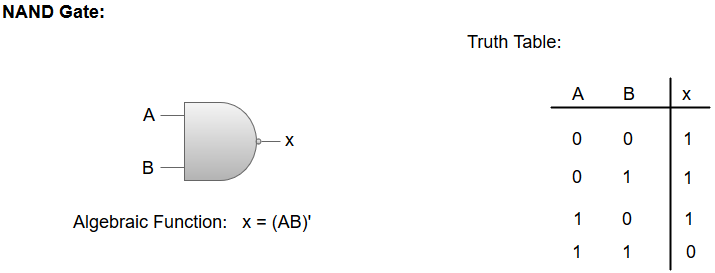 NAND Gate:
Truth Table:
A B x
A
B
x
0 0 1
0 1 1
1 0 1
1 1 0
Algebraic Function: x = (AB)'